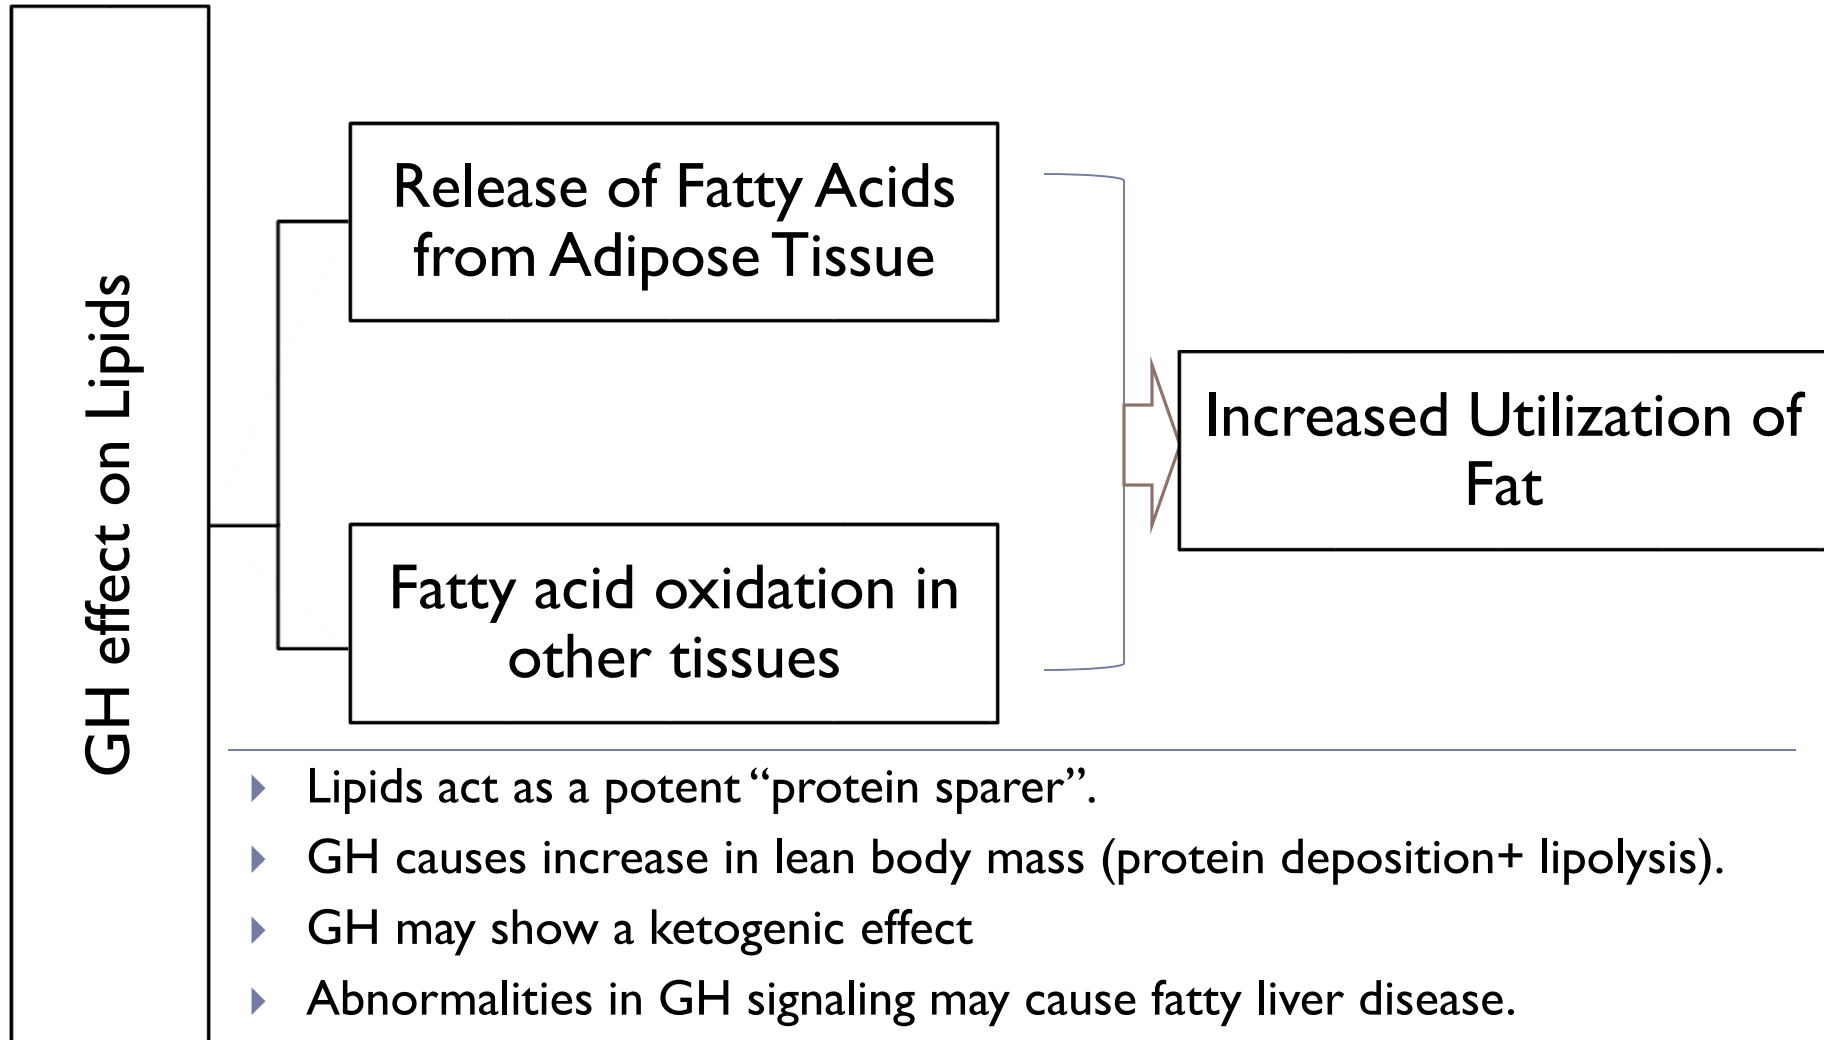 GH effect on Lipids
Release of Fatty Acids
from Adipose Tissue
Fatty acid oxidation in
other tissues
Increased Utilization of
Fat
Lipids act as a potent “protein sparer”.
GH causes increase in lean body mass (protein deposition+ lipolysis).
GH may show a ketogenic effect
Abnormalities in GH signaling may cause fatty liver disease.